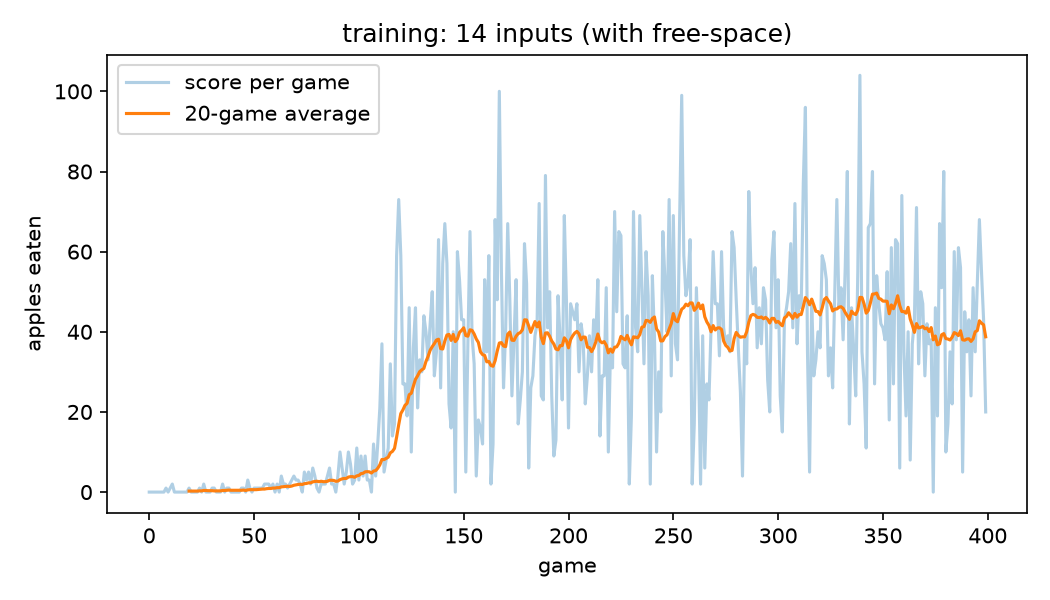 training: 14 inputs (with free-space)
score per game
20-game average
apples eaten
100
80
60
40
20
0
0 50 100 150 200 250 300 350 400
game